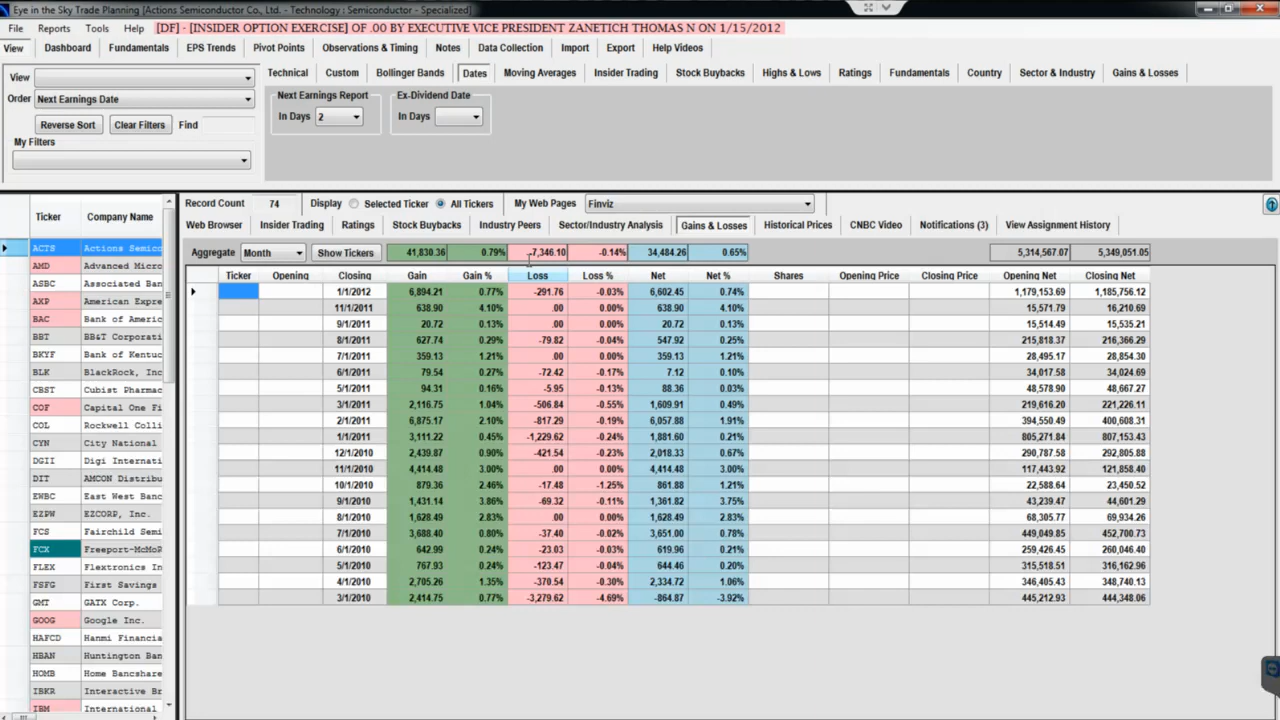 Eye in the Sky Trade Planning [Actions Semiconductor Co., Ltd. - Technology : Semiconductor - Specialized]
File Reports Tools Help [DF] - [INSIDER OPTION EXERCISE] OF .00 BY EXECUTIVE VICE PRESIDENT ZANETICH THOMAS N ON 1/15/2012
View Dashboard Fundamentals EPS Trends Pivot Points Observations & Timing Notes Data Collection Import Export Help Videos
View
Technical Custom Bollinger Bands Dates Moving Averages Insider Trading Stock Buybacks Highs & Lows Ratings Fundamentals Country Sector & Industry Gains & Losses
Order Next Earnings Date
Next Earnings Report Ex-Dividend Date
In Days 2 In Days
Reverse Sort Clear Filters Find
My Filters
Record Count 74 Display Selected Ticker All Tickers My Web Pages Finviz
Web Browser Insider Trading Ratings Stock Buybacks Industry Peers Sector/Industry Analysis Gains & Losses Historical Prices CNBC Video Notifications (3) View Assignment History
Aggregate Month Show Tickers 41,830.36 0.79% -7,346.10 -0.14% 34,484.26 0.65% 5,314,567.07 5,349,051.05
Ticker Opening Closing Gain Gain % Loss Loss % Net Net % Shares Opening Price Closing Price Opening Net Closing Net
1/1/2012 6,894.21 0.77% -291.76 -0.03% 6,602.45 0.74% 1,179,153.69 1,185,756.12
11/1/2011 638.90 4.10% .00 0.00% 638.90 4.10% 15,571.79 16,210.69
9/1/2011 20.72 0.13% .00 0.00% 20.72 0.13% 15,514.49 15,535.21
8/1/2011 627.74 0.29% -79.82 -0.04% 547.92 0.25% 215,818.37 216,366.29
7/1/2011 359.13 1.21% .00 0.00% 359.13 1.21% 28,495.17 28,854.30
6/1/2011 79.54 0.27% -72.42 -0.17% 7.12 0.10% 34,017.58 34,024.69
5/1/2011 94.31 0.16% -5.95 -0.13% 88.36 0.03% 48,578.90 48,667.27
3/1/2011 2,116.75 1.04% -506.84 -0.55% 1,609.91 0.49% 219,616.20 221,226.11
2/1/2011 6,875.17 2.10% -817.29 -0.19% 6,057.88 1.91% 394,550.49 400,608.31
1/1/2011 3,111.22 0.45% -1,229.62 -0.24% 1,881.60 0.21% 805,271.84 807,153.43
12/1/2010 2,439.87 0.90% -421.54 -0.23% 2,018.33 0.67% 290,787.58 292,805.88
11/1/2010 4,414.48 3.00% .00 0.00% 4,414.48 3.00% 117,443.92 121,858.40
10/1/2010 879.36 2.46% -17.48 -1.25% 861.88 1.21% 22,588.64 23,450.52
9/1/2010 1,431.14 3.86% -69.32 -0.11% 1,361.82 3.75% 43,239.47 44,601.29
8/1/2010 1,628.49 2.83% .00 0.00% 1,628.49 2.83% 68,305.77 69,934.26
7/1/2010 3,688.40 0.80% -37.40 -0.02% 3,651.00 0.78% 449,049.85 452,700.73
6/1/2010 642.99 0.24% -23.03 -0.03% 619.96 0.21% 259,426.45 260,046.40
5/1/2010 767.93 0.24% -123.47 -0.04% 644.46 0.20% 315,518.51 316,162.96
4/1/2010 2,705.26 1.35% -370.54 -0.30% 2,334.72 1.06% 346,405.43 348,740.13
3/1/2010 2,414.75 0.77% -3,279.62 -4.69% -864.87 -3.92% 445,212.93 444,348.06
Ticker Company Name
ACTS Actions Semico
AMD Advanced Micro
ASBC Associated Ban
AXP American Expre
BAC Bank of Americ
BBT BB&T Corporati
BKYF Bank of Kentuc
BLK BlackRock, Inc
CBST Cubist Pharmac
COF Capital One Fi
COL Rockwell Colli
CYN City National
DGII Digi Internati
DIT AMCON Distribu
EWBC East West Banc
EZPW EZCORP, Inc.
FCS Fairchild Semi
FCX Freeport-McMoR
FLEX Flextronics In
FSFG First Savings
GMT GATX Corp.
GOOG Google Inc.
HAFCD Hanmi Financia
HBAN Huntington Ban
HOMB Home Bancshare
IBKR Interactive Br
IBM International